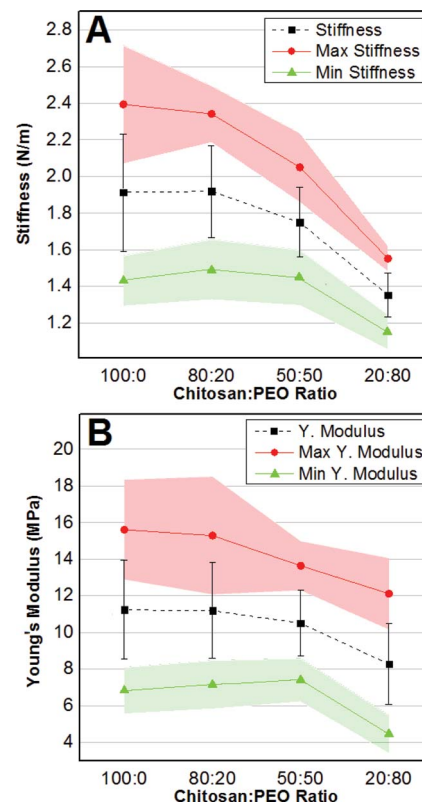 A
Stiffness
Max Stiffness
Min Stiffness
Stiffness (N/m)
2.8
2.6
2.4
2.2
2.0
1.8
1.6
1.4
1.2
100:0 80:20 50:50 20:80
Chitosan:PEO Ratio
B
Y. Modulus
Max Y. Modulus
Min Y. Modulus
Young's Modulus (MPa)
20
18
16
14
12
10
8
6
4
100:0 80:20 50:50 20:80
Chitosan:PEO Ratio